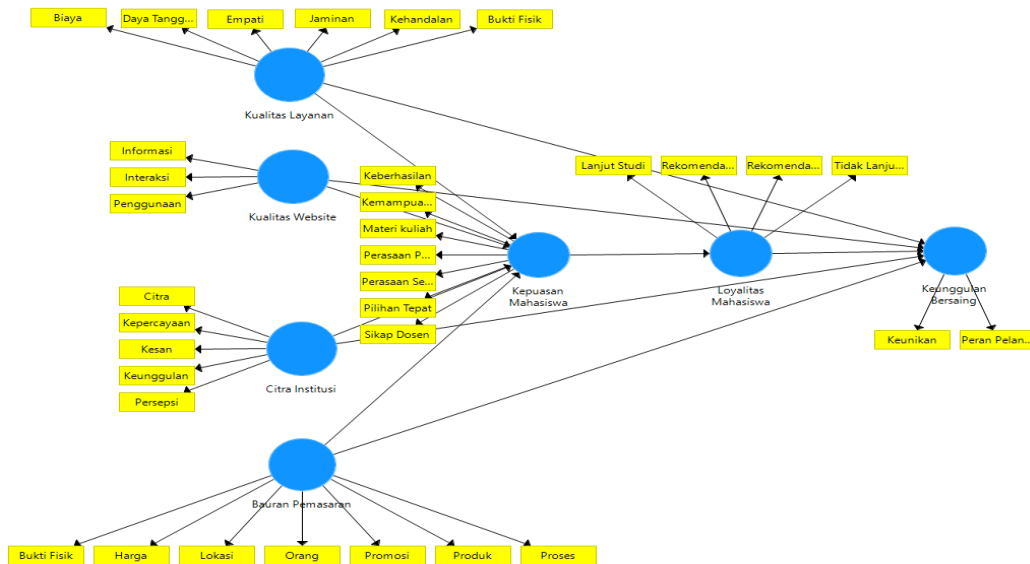 Biaya
Daya Tangg...
Empati
Jaminan
Kehandalan
Bukti Fisik
Kualitas Layanan
Informasi
Interaksi
Penggunaan
Kualitas Website
Keberhasilan
Kemampua...
Materi kuliah
Perasaan P...
Perasaan Se...
Pilihan Tepat
Sikap Dosen
Kepuasan
Mahasiswa
Lanjut Studi
Rekomenda...
Rekomenda...
Tidak Lanju...
Loyalitas
Mahasiswa
Keunggulan
Bersaing
Keunikan
Peran Pelan...
Citra
Kepercayaan
Kesan
Keunggulan
Persepsi
Citra Institusi
Bauran Pemasaran
Bukti Fisik
Harga
Lokasi
Orang
Promosi
Produk
Proses